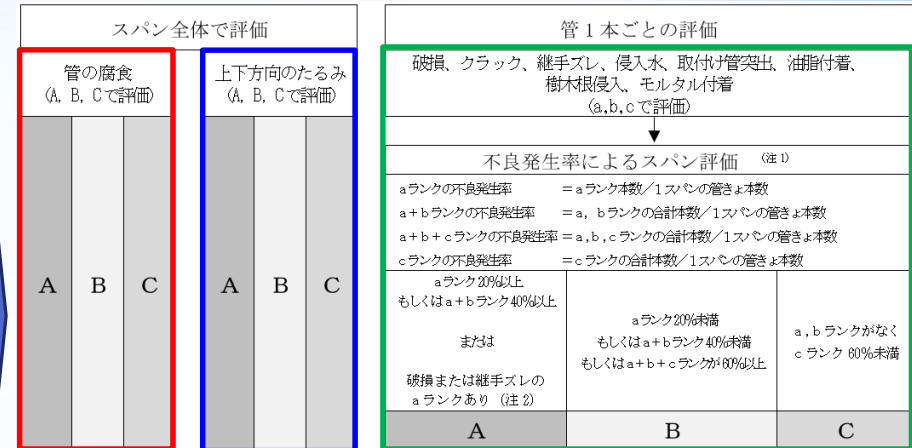 スパン全体で評価
管の腐食
(A, B, Cで評価)
A
B
C
上下方向のたるみ
(A, B, Cで評価)
A
B
C
管1本ごとの評価
破損、クラック、継手ズレ、侵入水、取付け管突出、油脂付着、
樹木根侵入、モルタル付着
(a,b,cで評価)
不良発生率によるスパン評価 (注1)
aランクの不良発生率 =aランク本数/1スパンの管きょ本数
a+bランクの不良発生率 =a, bランクの合計本数/1スパンの管きょ本数
a+b+cランクの不良発生率=a,b,cランクの合計本数/1スパンの管きょ本数
cランクの不良発生率 =cランクの合計本数/1スパンの管きょ本数
aランク20%以上
もしくはa+bランク40%以上
または
破損または継手ズレの
aランクあり (注2)
A
aランク20%未満
もしくはa+bランク40%未満
もしくはa+b+cランクが60%以上
B
a,bランクがなく
cランク 60%未満
C